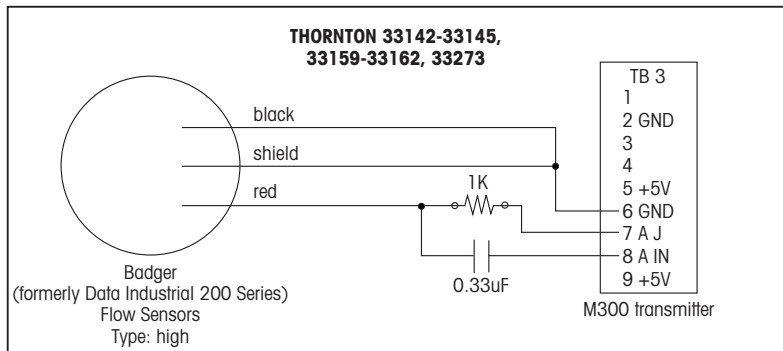 THORNTON 33142-33145,
33159-33162, 33273
black
shield
red
1K
0.33uF
Badger
(formerly Data Industrial 200 Series)
Flow Sensors
Type: high
TB 3
1
2 GND
3
4
5 +5V
6 GND
7 A J
8 A IN
9 +5V
M300 transmitter